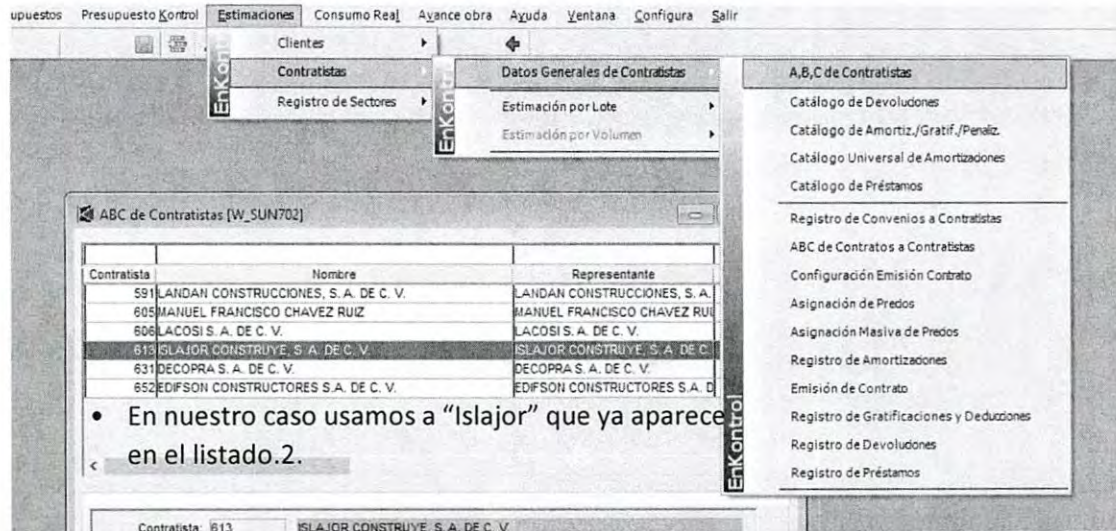 upuestos Presupuesto Kontrol Estimaciones Consumo Real Avance obra Ayuda Ventana Configura Salir
Clientes
Contratistas
Registro de Sectores
EnKontrol
Datos Generales de Contratistas
Estimación por Lote
Estimación por Volumen
EnKontrol
A,B,C de Contratistas
Catálogo de Devoluciones
Catálogo de Amortiz./Gratif./Penaliz.
Catálogo Universal de Amortizaciones
Catálogo de Préstamos
Registro de Convenios a Contratistas
ABC de Contratos a Contratistas
Configuración Emisión Contrato
Asignación de Precios
Asignación Masiva de Precios
Registro de Amortizaciones
Emisión de Contrato
Registro de Gratificaciones y Deducciones
Registro de Devoluciones
Registro de Préstamos
EnKontrol
ABC de Contratistas [W_SUN702]
Contratista Nombre Representante
591 LANDAN CONSTRUCCIONES, S. A. DE C. V. LANDAN CONSTRUCCIONES, S. A.
605 MANUEL FRANCISCO CHAVEZ RUIZ MANUEL FRANCISCO CHAVEZ RUI
606 LACOSI S. A. DE C. V. LACOSI S. A. DE C. V.
613 ISLAJOR CONSTRUYE, S. A. DE C. V. ISLAJOR CONSTRUYE, S. A. DE C.
631 DECOPRA S. A. DE C. V. DECOPRA S. A. DE C. V.
652 EDIFSON CONSTRUCTORES S.A. DE C. V. EDIFSON CONSTRUCTORES S.A. D
• En nuestro caso usamos a “Islajor” que ya aparece
en el listado.2.
Contratista: 613 ISLAJOR CONSTRUYE, S. A. DE C. V.